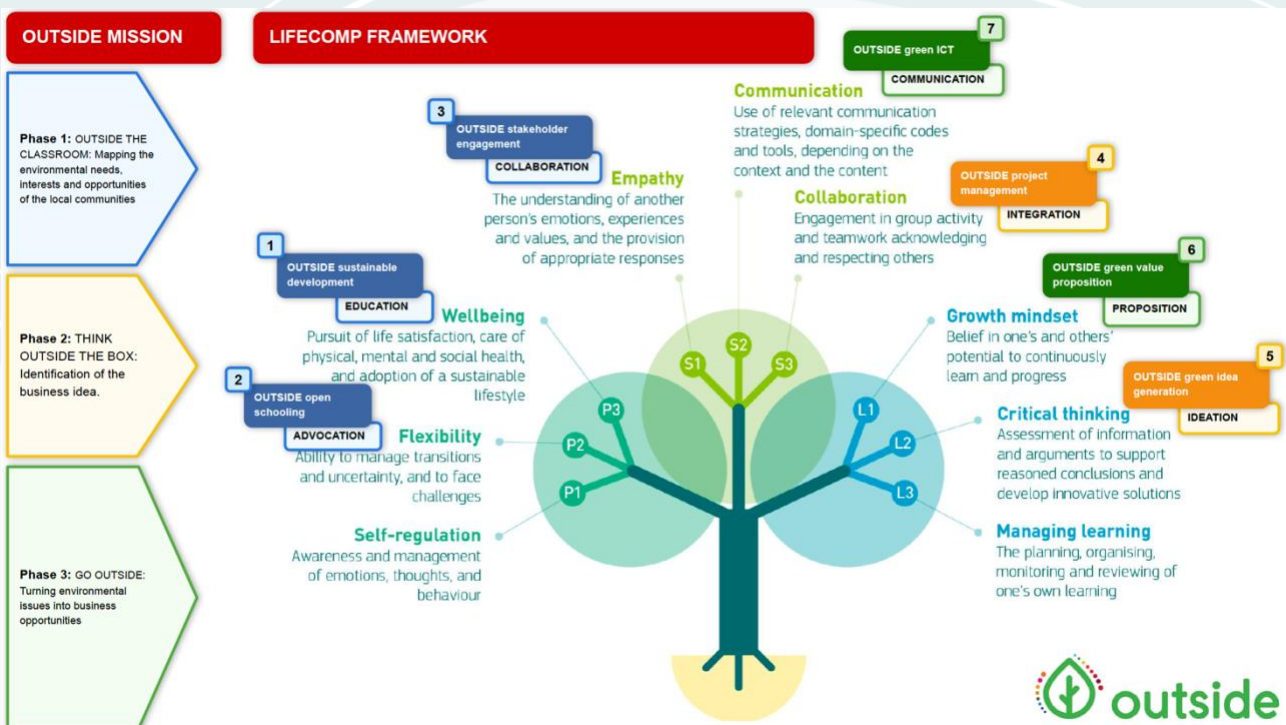 OUTSIDE MISSION
LIFECOMP FRAMEWORK
Phase 1: OUTSIDE THE
CLASSROOM: Mapping the
environmental needs,
interests and opportunities
of the local communities
Phase 2: THINK
OUTSIDE THE BOX:
Identification of the
business idea.
Phase 3: GO OUTSIDE:
Turning environmental
issues into business
opportunities
7
OUTSIDE green ICT
COMMUNICATION
Communication
Use of relevant communication
strategies, domain-specific codes
and tools, depending on the
context and the content
3
OUTSIDE stakeholder
engagement
COLLABORATION
Empathy
The understanding of another
person's emotions, experiences
and values, and the provision
of appropriate responses
4
OUTSIDE project
management
INTEGRATION
Collaboration
Engagement in group activity
and teamwork acknowledging
and respecting others
1
OUTSIDE sustainable
development
EDUCATION
Wellbeing
Pursuit of life satisfaction, care of
physical, mental and social health,
and adoption of a sustainable
lifestyle
6
OUTSIDE green value
proposition
PROPOSITION
Growth mindset
Belief in one's and others'
potential to continuously
learn and progress
2
OUTSIDE open
schooling
ADVOCATION
Flexibility
Ability to manage transitions
and uncertainty, and to face
challenges
5
OUTSIDE green idea
generation
IDEATION
Critical thinking
Assessment of information
and arguments to support
reasoned conclusions and
develop innovative solutions
Self-regulation
Awareness and management
of emotions, thoughts, and
behaviour
Managing learning
The planning, organising,
monitoring and reviewing of
one's own learning
S1
S2
S3
P3
P2
P1
L1
L2
L3
outside